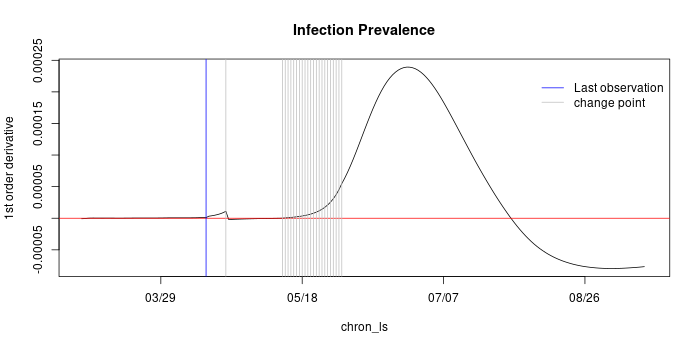 Infection Prevalence
1st order derivative
0.00025
0.00015
0.00005
-0.00005
Last observation
change point
03/29
05/18
07/07
08/26
chron_ls